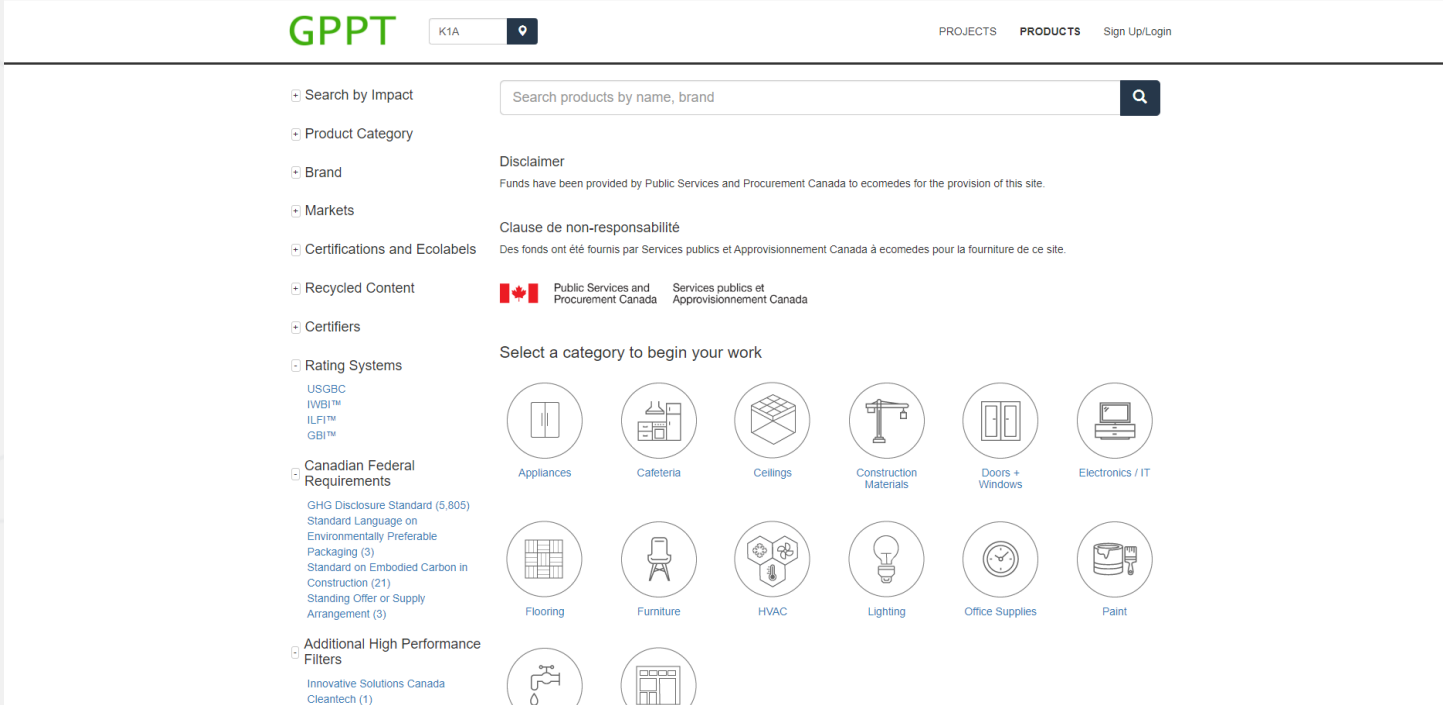 GPPT
K1A
PROJECTS
PRODUCTS
Sign Up/Login
Search by Impact
Product Category
Brand
Markets
Certifications and Ecolabels
Recycled Content
Certifiers
Rating Systems
USGBC
IWBI™
ILFI™
GBI™
Canadian Federal
Requirements
GHG Disclosure Standard (5,805)
Standard Language on
Environmentally Preferable
Packaging (3)
Standard on Embodied Carbon in
Construction (21)
Standing Offer or Supply
Arrangement (3)
Additional High Performance
Filters
Innovative Solutions Canada
Cleantech (1)
Search products by name, brand
Disclaimer
Funds have been provided by Public Services and Procurement Canada to ecomedes for the provision of this site.
Clause de non-responsabilité
Des fonds ont été fournis par Services publics et Approvisionnement Canada à ecomedes pour la fourniture de ce site.
Public Services and
Procurement Canada
Services publics et
Approvisionnement Canada
Select a category to begin your work
Appliances
Cafeteria
Ceilings
Construction
Materials
Doors +
Windows
Electronics / IT
Flooring
Furniture
HVAC
Lighting
Office Supplies
Paint